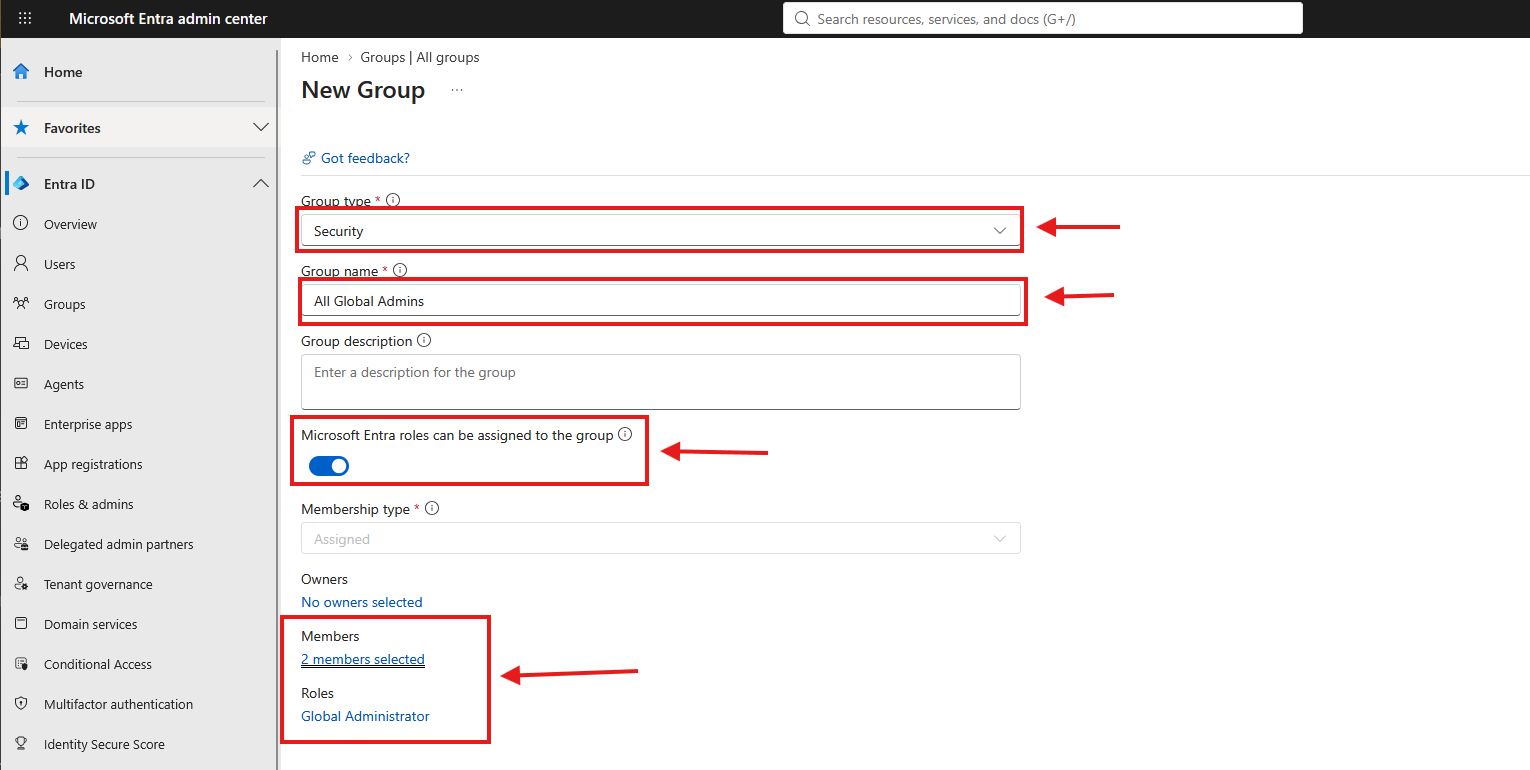 Microsoft Entra admin center
Search resources, services, and docs (G+/)
Home
Favorites
Entra ID
Overview
Users
Groups
Devices
Agents
Enterprise apps
App registrations
Roles & admins
Delegated admin partners
Tenant governance
Domain services
Conditional Access
Multifactor authentication
Identity Secure Score
Home > Groups | All groups
New Group ...
Got feedback?
Group type *
Security
Group name *
All Global Admins
Group description
Enter a description for the group
Microsoft Entra roles can be assigned to the group
Membership type *
Assigned
Owners
No owners selected
Members
2 members selected
Roles
Global Administrator